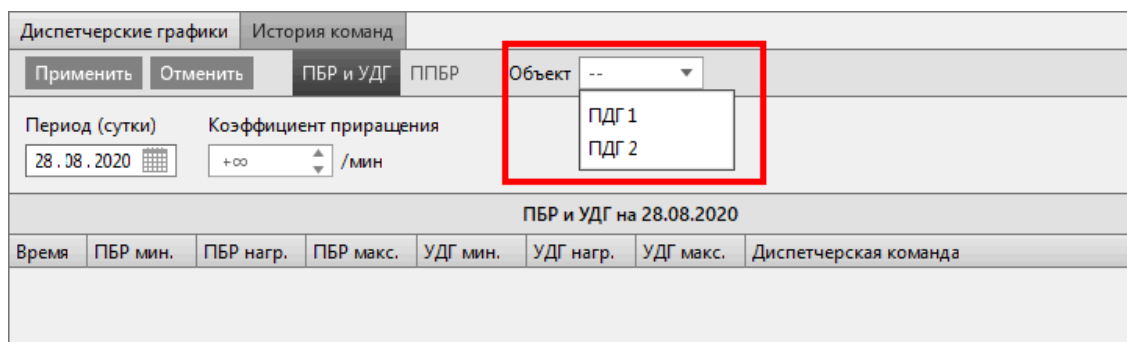 Диспетчерские графики История команд
Применить Отменить ПБР и УДГ ППБР Объект --
ПДГ 1
ПДГ 2
Период (сутки) Коэффициент приращения
28.08.2020 +∞ /мин
ПБР и УДГ на 28.08.2020
Время ПБР мин. ПБР нагр. ПБР макс. УДГ мин. УДГ нагр. УДГ макс. Диспетчерская команда